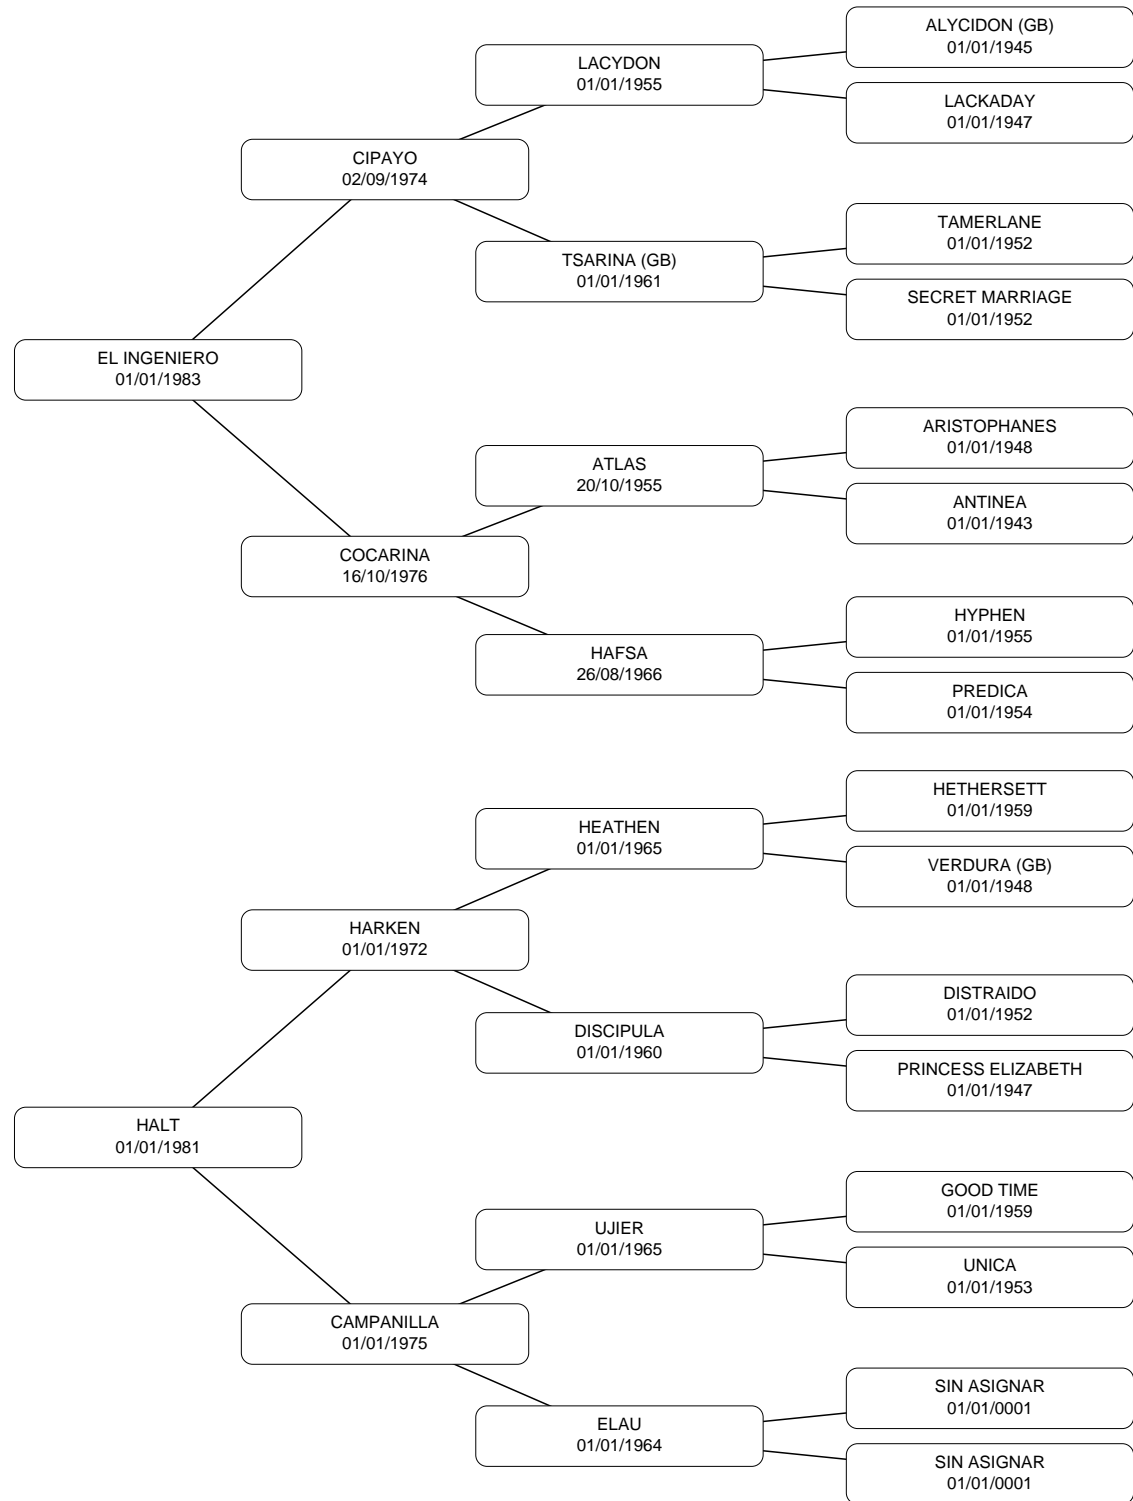 ALYCIDON (GB)
01/01/1945
LACYDON
01/01/1955
LACKADAY
01/01/1947
CIPAYO
02/09/1974
TAMERLANE
01/01/1952
TSARINA (GB)
01/01/1961
SECRET MARRIAGE
01/01/1952
EL INGENIERO
01/01/1983
ARISTOPHANES
01/01/1948
ATLAS
20/10/1955
ANTINEA
01/01/1943
COCARINA
16/10/1976
HYPHEN
01/01/1955
HAFSA
26/08/1966
PREDICA
01/01/1954
HETHERSETT
01/01/1959
HEATHEN
01/01/1965
VERDURA (GB)
01/01/1948
HARKEN
01/01/1972
DISTRAIDO
01/01/1952
DISCIPULA
01/01/1960
PRINCESS ELIZABETH
01/01/1947
HALT
01/01/1981
GOOD TIME
01/01/1959
UJIER
01/01/1965
UNICA
01/01/1953
CAMPANILLA
01/01/1975
SIN ASIGNAR
01/01/0001
ELAU
01/01/1964
SIN ASIGNAR
01/01/0001